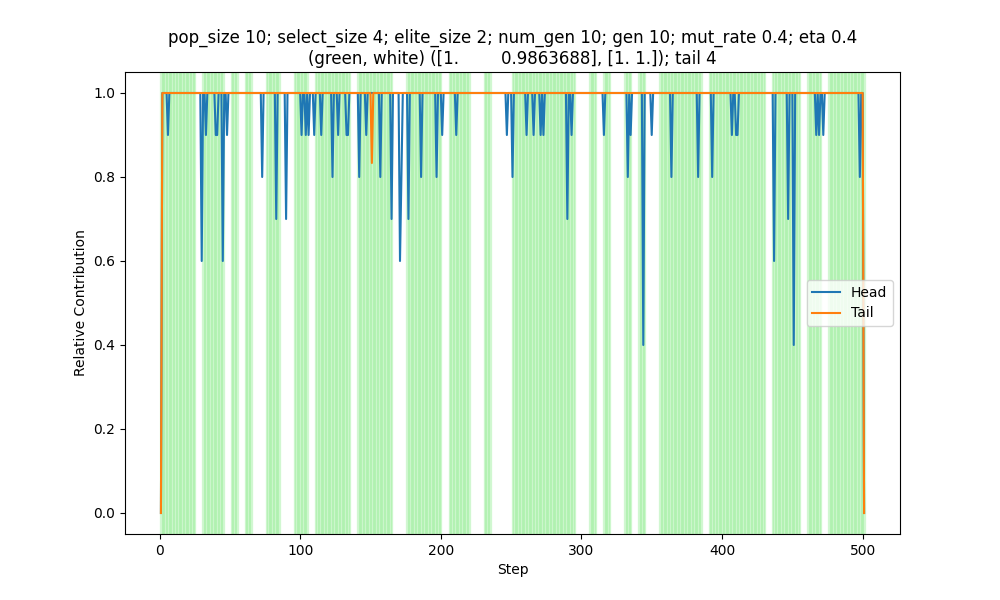 pop_size 10; select_size 4; elite_size 2; num_gen 10; gen 10; mut_rate 0.4; eta 0.4
(green, white) ([1.        0.9863688], [1. 1.]); tail 4
1.0
0.8
0.6
0.4
0.2
0.0
Relative Contribution
Head
Tail
0
100
200
300
400
500
Step